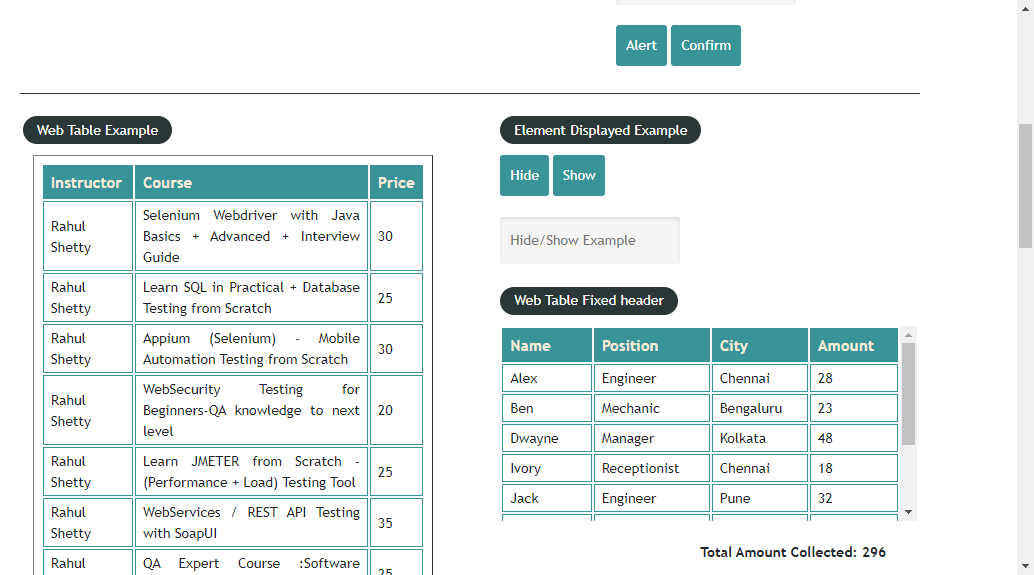 Alert Confirm
Web Table Example
Instructor Course Price
Rahul Shetty
Selenium Webdriver with Java
Basics + Advanced + Interview
Guide
30
Rahul Shetty
Learn SQL in Practical + Database
Testing from Scratch
25
Rahul Shetty
Appium (Selenium) - Mobile
Automation Testing from Scratch
30
Rahul Shetty
WebSecurity Testing for
Beginners-QA knowledge to next
level
20
Rahul Shetty
Learn JMETER from Scratch -
(Performance + Load) Testing Tool
25
Rahul Shetty
WebServices / REST API Testing
with SoapUI
35
Rahul
QA Expert Course :Software
25
Element Displayed Example
Hide Show
Hide/Show Example
Web Table Fixed header
Name Position City Amount
Alex Engineer Chennai 28
Ben Mechanic Bengaluru 23
Dwayne Manager Kolkata 48
Ivory Receptionist Chennai 18
Jack Engineer Pune 32
Total Amount Collected: 296